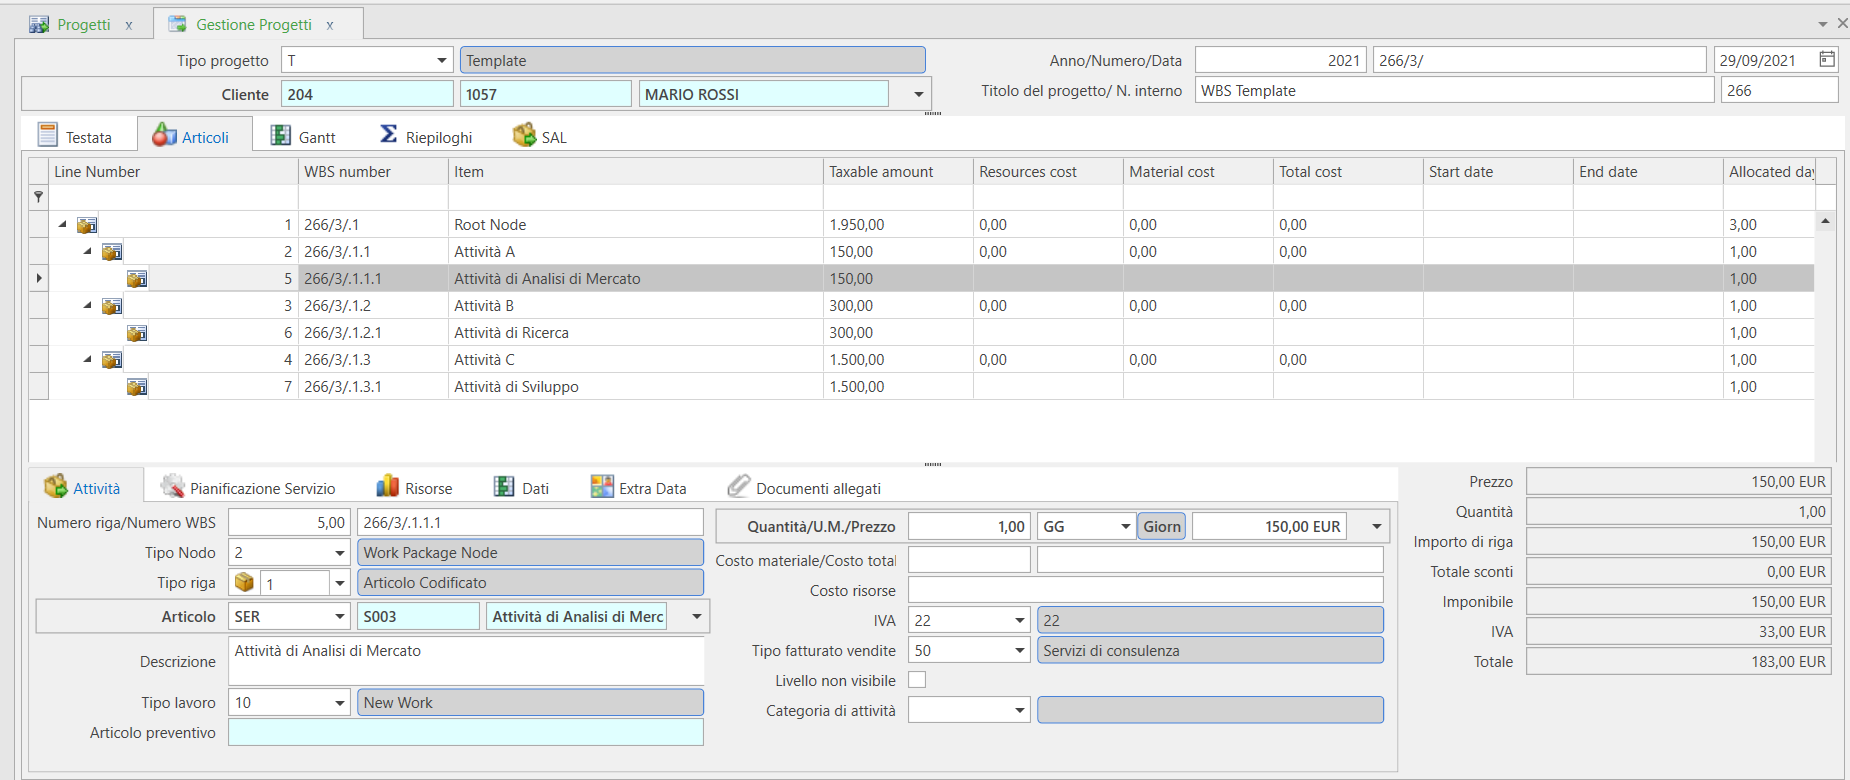 Progetti x Gestione Progetti x
Tipo progetto T Template Anno/Numero/Data 2021 266/3/ 29/09/2021
Cliente 204 1057 MARIO ROSSI Titolo del progetto/ N. interno WBS Template 266
Testata Articoli Gantt Riepiloghi SAL
Line Number WBS number Item Taxable amount Resources cost Material cost Total cost Start date End date Allocated day
1 266/3/.1 Root Node 1.950,00 0,00 0,00 0,00 3,00
2 266/3/.1.1 Attività A 150,00 0,00 0,00 0,00 1,00
5 266/3/.1.1.1 Attività di Analisi di Mercato 150,00 1,00
3 266/3/.1.2 Attività B 300,00 0,00 0,00 0,00 1,00
6 266/3/.1.2.1 Attività di Ricerca 300,00 1,00
4 266/3/.1.3 Attività C 1.500,00 0,00 0,00 0,00 1,00
7 266/3/.1.3.1 Attività di Sviluppo 1.500,00 1,00
Attività Pianificazione Servizio Risorse Dati Extra Data Documenti allegati
Numero riga/Numero WBS 5,00 266/3/.1.1.1
Tipo Nodo 2 Work Package Node
Tipo riga 1 Articolo Codificato
Articolo SER S003 Attività di Analisi di Merc
Descrizione Attività di Analisi di Mercato
Tipo lavoro 10 New Work
Articolo preventivo
Quantità/U.M./Prezzo 1,00 GG Giorn 150,00 EUR
Costo materiale/Costo total
Costo risorse
IVA 22 22
Tipo fatturato vendite 50 Servizi di consulenza
Livello non visibile
Categoria di attività
Prezzo 150,00 EUR
Quantità 1,00
Importo di riga 150,00 EUR
Totale sconti 0,00 EUR
Imponibile 150,00 EUR
IVA 33,00 EUR
Totale 183,00 EUR